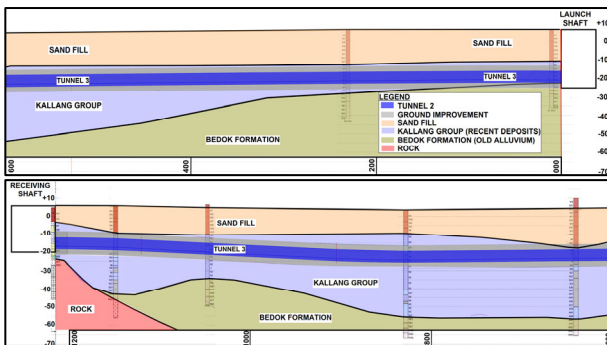 LAUNCH
SHAFT
+10
0
-10
-20
-30
-40
-50
-60
-70
SAND FILL
SAND FILL
TUNNEL 3
TUNNEL 3
KALLANG GROUP
BEDOK FORMATION
LEGEND
TUNNEL 2
GROUND IMPROVEMENT
SAND FILL
KALLANG GROUP (RECENT DEPOSITS)
BEDOK FORMATION (OLD ALLUVIUM)
ROCK
600
400
200
000
RECEIVING
SHAFT
+10
0
-10
-20
-30
-40
-50
-60
-70
SAND FILL
TUNNEL 3
KALLANG GROUP
ROCK
BEDOK FORMATION
1200
1000
800